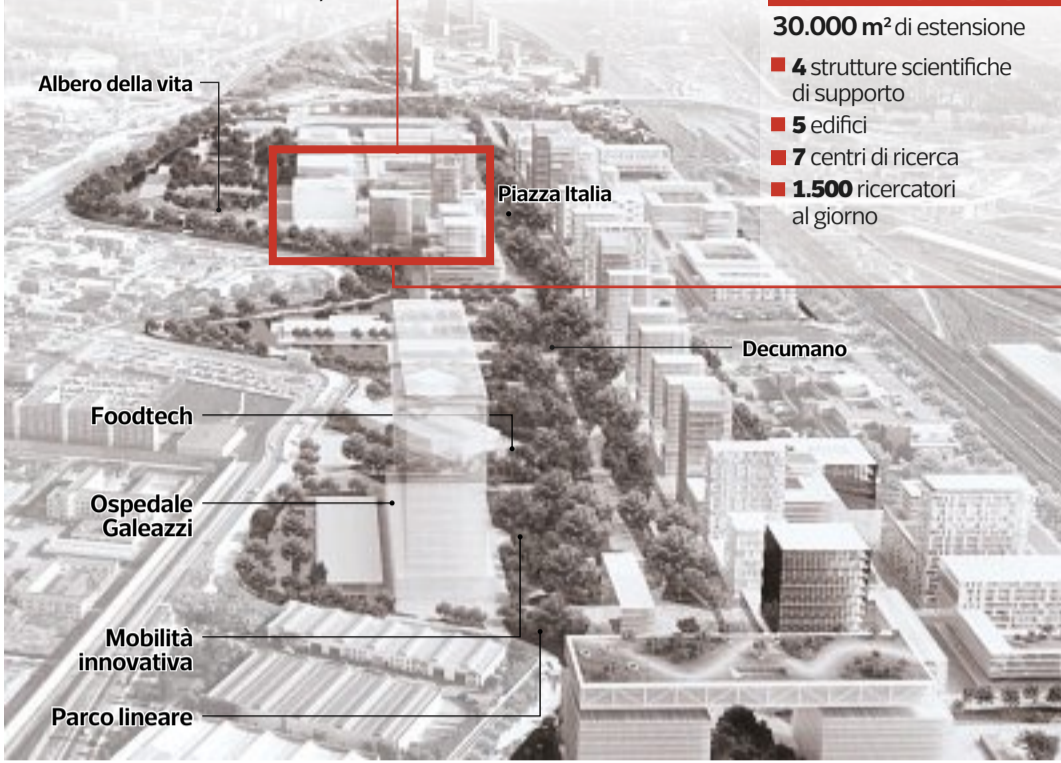 30.000 m² di estensione
4 strutture scientifiche
di supporto
5 edifici
7 centri di ricerca
1.500 ricercatori
al giorno
Albero della vita
Piazza Italia
Decumano
Foodtech
Ospedale
Galeazzi
Mobilità
innovativa
Parco lineare